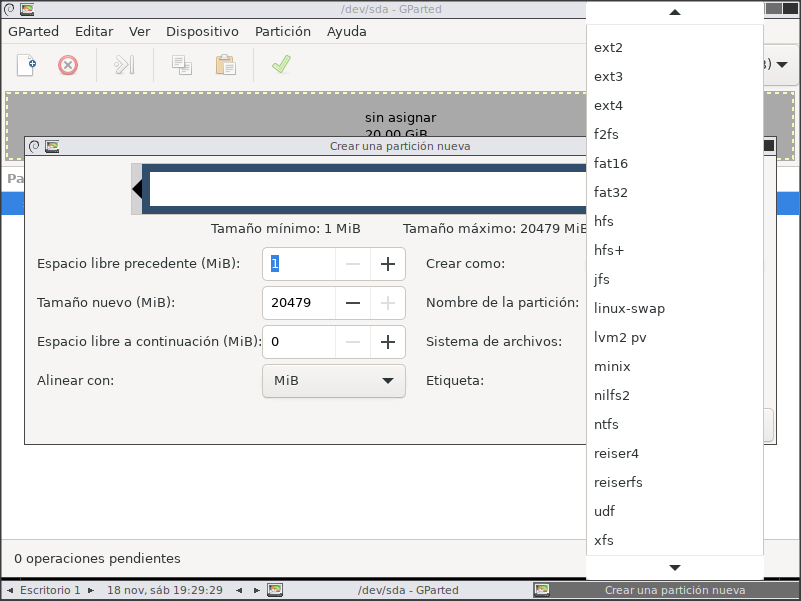 /dev/sda - GParted
GParted Editar Ver Dispositivo Partición Ayuda
sin asignar
20.00 GiB
Crear una partición nueva
Tamaño mínimo: 1 MiB Tamaño máximo: 20479 MiB
Espacio libre precedente (MiB): 1 Crear como:
Tamaño nuevo (MiB): 20479 Nombre de la partición:
Espacio libre a continuación (MiB): 0 Sistema de archivos:
Alinear con: MiB Etiqueta:
ext2
ext3
ext4
f2fs
fat16
fat32
hfs
hfs+
jfs
linux-swap
lvm2 pv
minix
nilfs2
ntfs
reiser4
reiserfs
udf
xfs
0 operaciones pendientes
Escritorio 1 18 nov, sáb 19:29:29 /dev/sda - GParted Crear una partición nueva